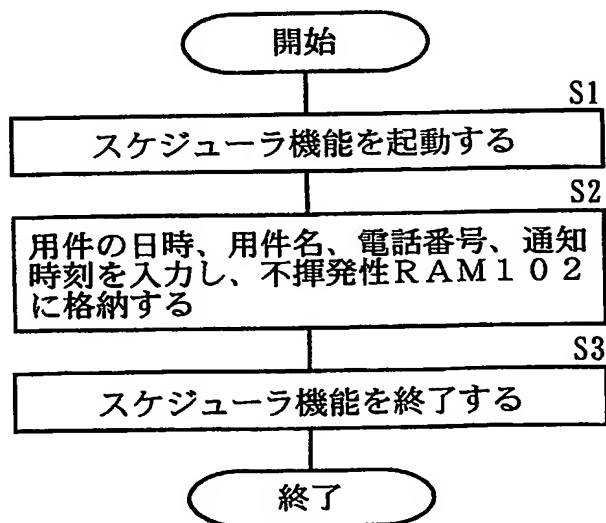 開始
S1
スケジューラ機能を起動する
S2
用件の日時、用件名、電話番号、通知
時刻を入力し、不揮発性RAM102
に格納する
S3
スケジューラ機能を終了する
終了